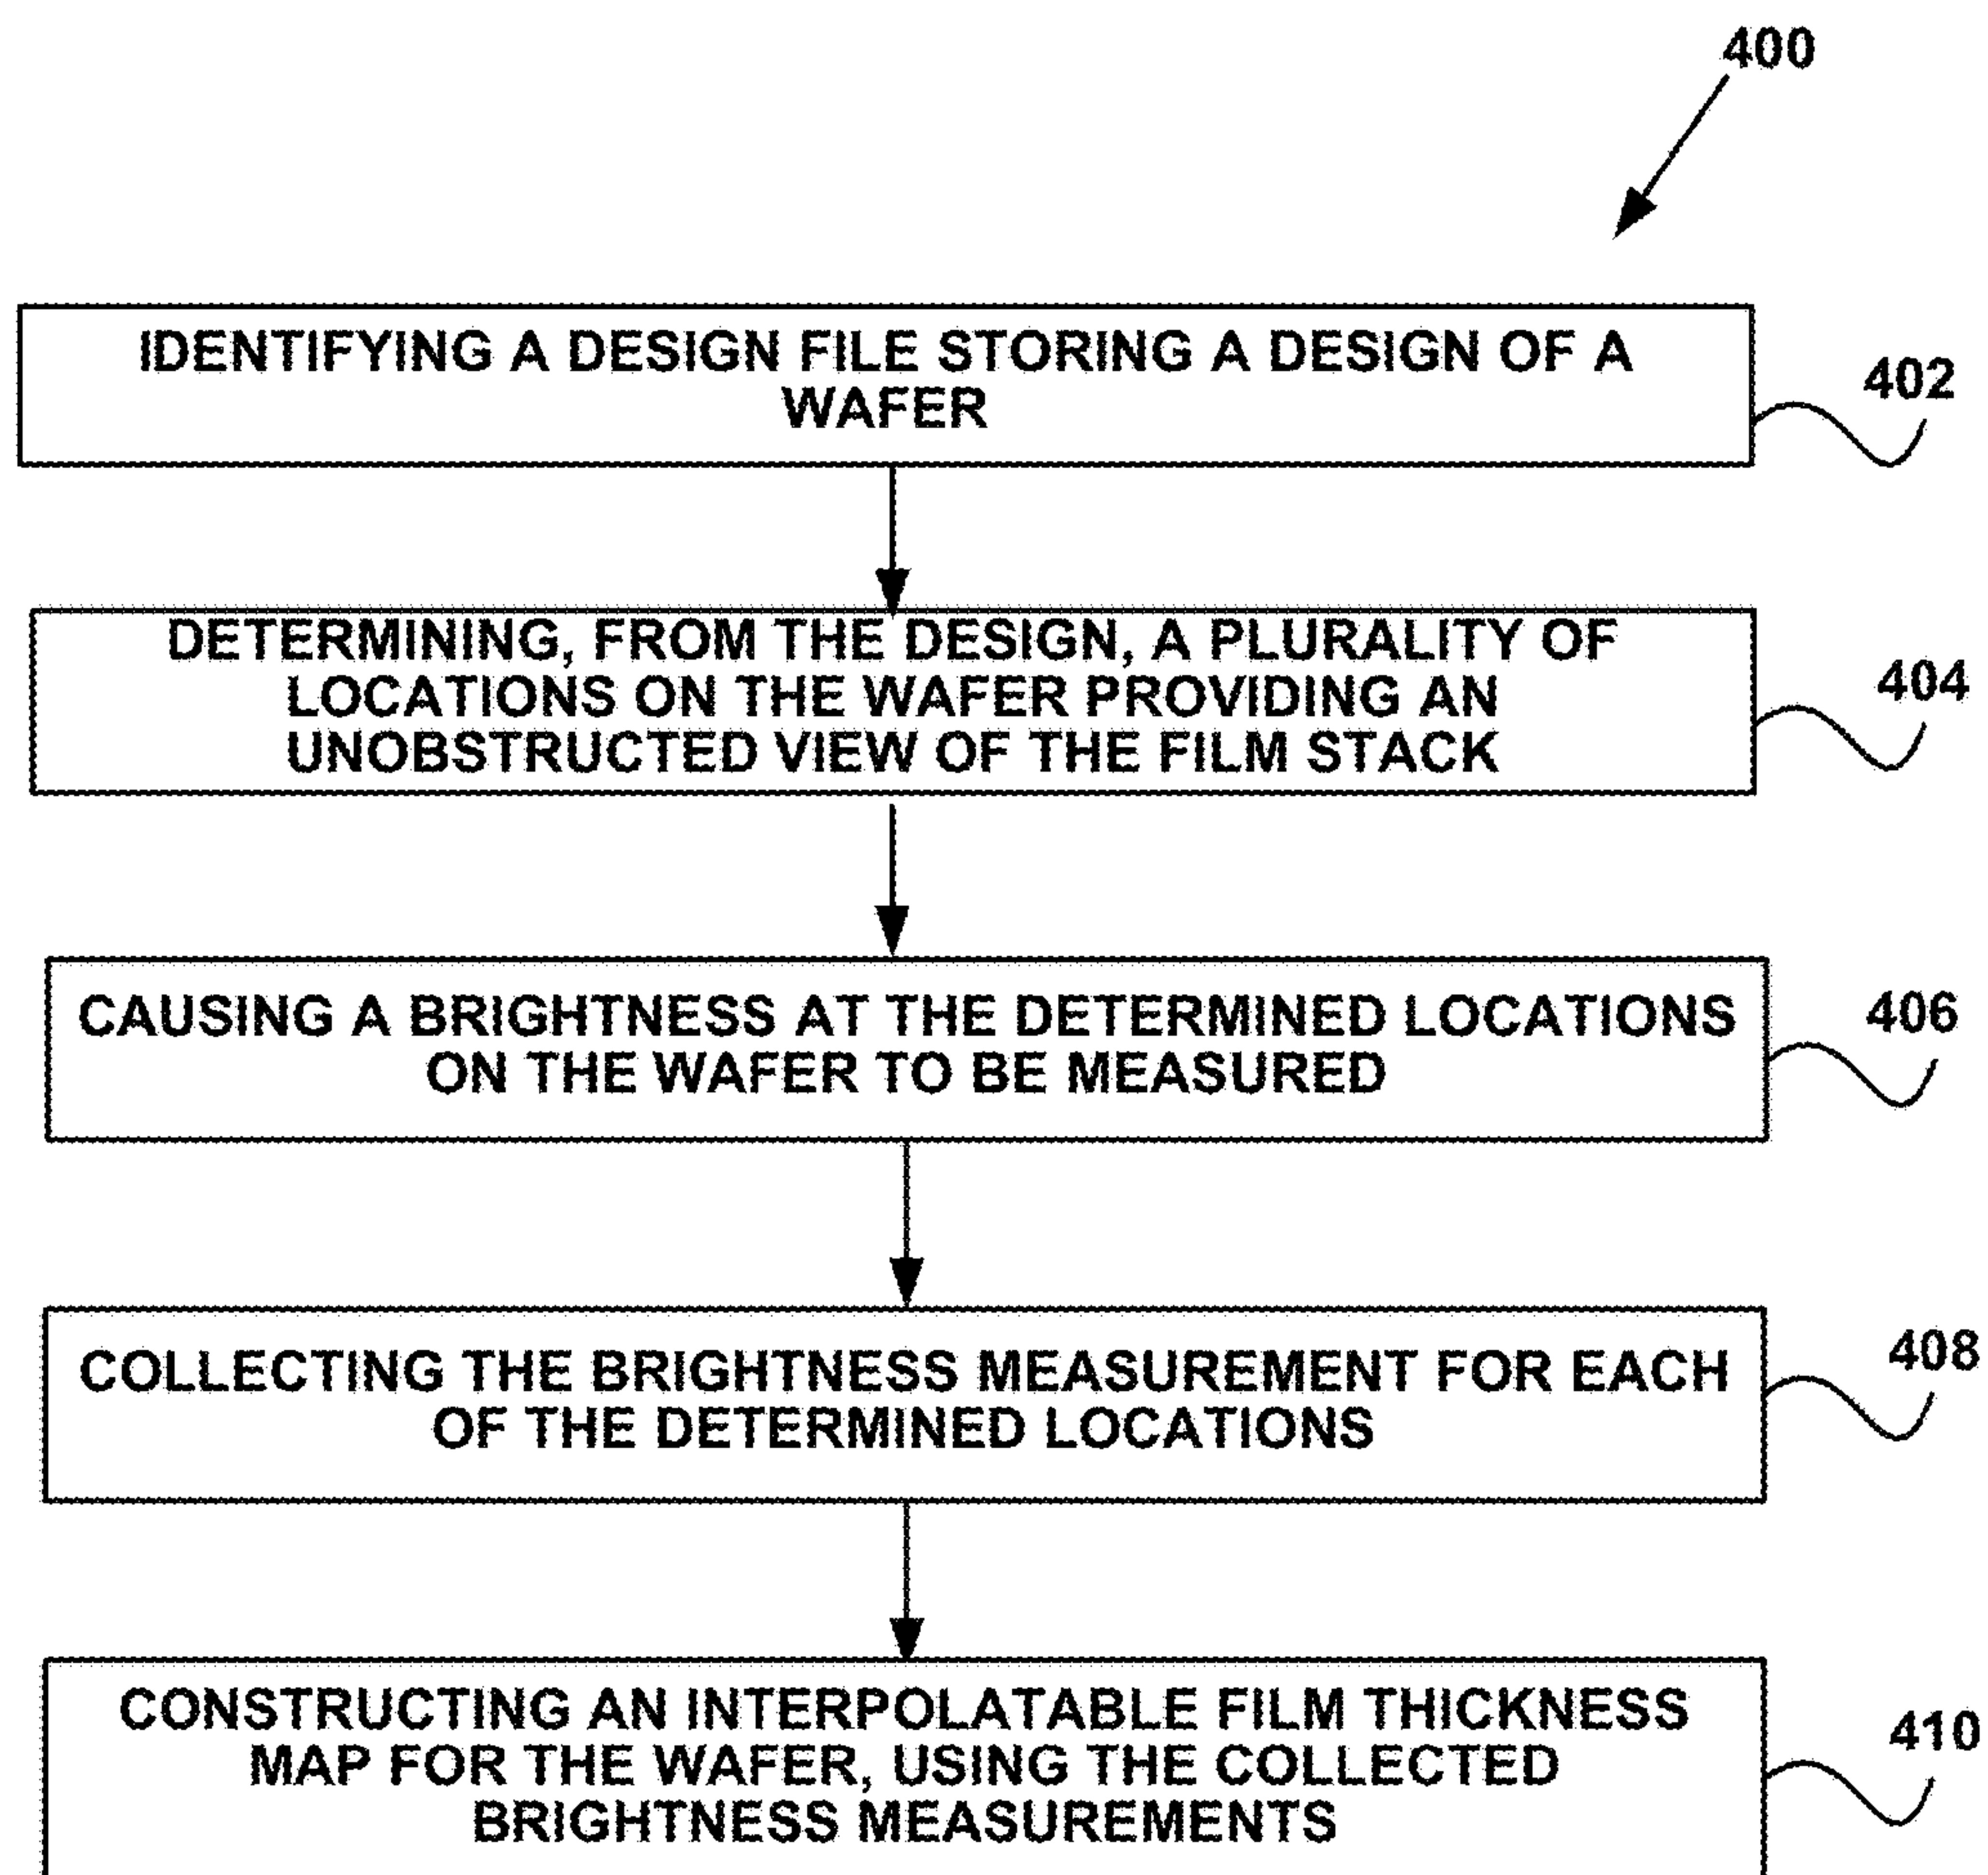 400
IDENTIFYING A DESIGN FILE STORING A DESIGN OF A
WAFER
402
DETERMINING, FROM THE DESIGN, A PLURALITY OF
LOCATIONS ON THE WAFER PROVIDING AN
UNOBSTRUCTED VIEW OF THE FILM STACK
404
CAUSING A BRIGHTNESS AT THE DETERMINED LOCATIONS
ON THE WAFER TO BE MEASURED
406
COLLECTING THE BRIGHTNESS MEASUREMENT FOR EACH
OF THE DETERMINED LOCATIONS
408
CONSTRUCTING AN INTERPOLATABLE FILM THICKNESS
MAP FOR THE WAFER, USING THE COLLECTED
BRIGHTNESS MEASUREMENTS
410